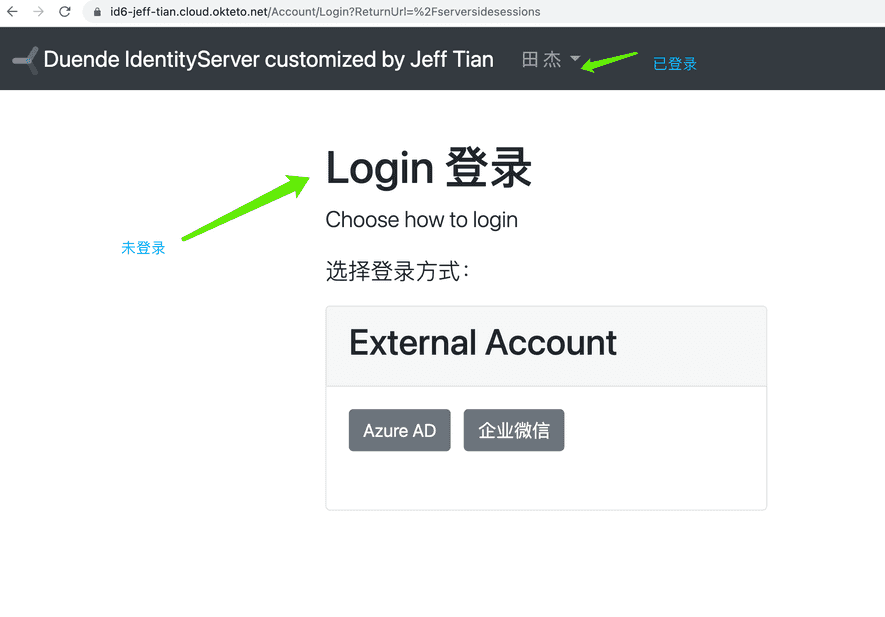 id6-jeff-tian.cloud.okteto.net/Account/Login?ReturnUrl=%2Fserversidesessions
Duende IdentityServer customized by Jeff Tian 田 杰 已登录
Login 登录
Choose how to login
未登录
选择登录方式：
External Account
Azure AD 企业微信